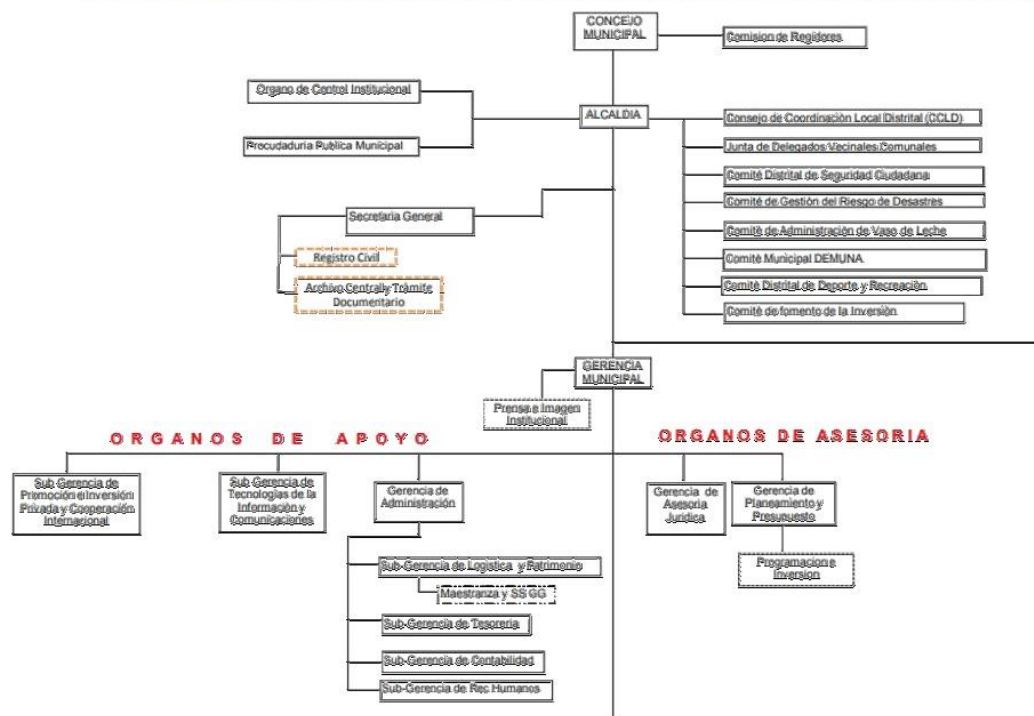 CONCEJO
MUNICIPAL
Comision de Regidores
Organo de Control Institucional
ALCALDIA
Consejo de Coordinación Local Distrital (CCLD)
Procudaduria Publica Municipal
Junta de Delegados Vecinales Comunales
Comité Distrital de Seguridad Ciudadana
Comité de Gestión del Riesgo de Desastres
Secretaria General
Comité de Administración de Vaso de Leche
Registro Civil
Comité Municipal DEMUNA
Archivo Central y Trámite
Documentario
Comité Distrital de Deporte y Recreación
Comité de fomento de la Inversión
GERENCIA
MUNICIPAL
Prensa e Imagen
Institucional
ORGANOS DE APOYO
ORGANOS DE ASESORIA
Sub Gerencia de
Promoción e Inversión
Privada y Cooperación
Internacional
Sub Gerencia de
Tecnologías de la
Información y
Comunicaciones
Gerencia de
Administración
Gerencia de
Asesoria
Juridica
Gerencia de
Planeamiento y
Presupuesto
Programacion e
Inversion
Sub-Gerencia de Logistica y Patrimonio
Maestranza y SS GG
Sub-Gerencia de Tesoreria
Sub-Gerencia de Contabilidad
Sub-Gerencia de Rec Humanos